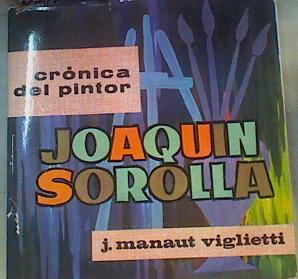 crónica
del pintor
JOAQUIN
SOROLLA
j. manaut viglietti